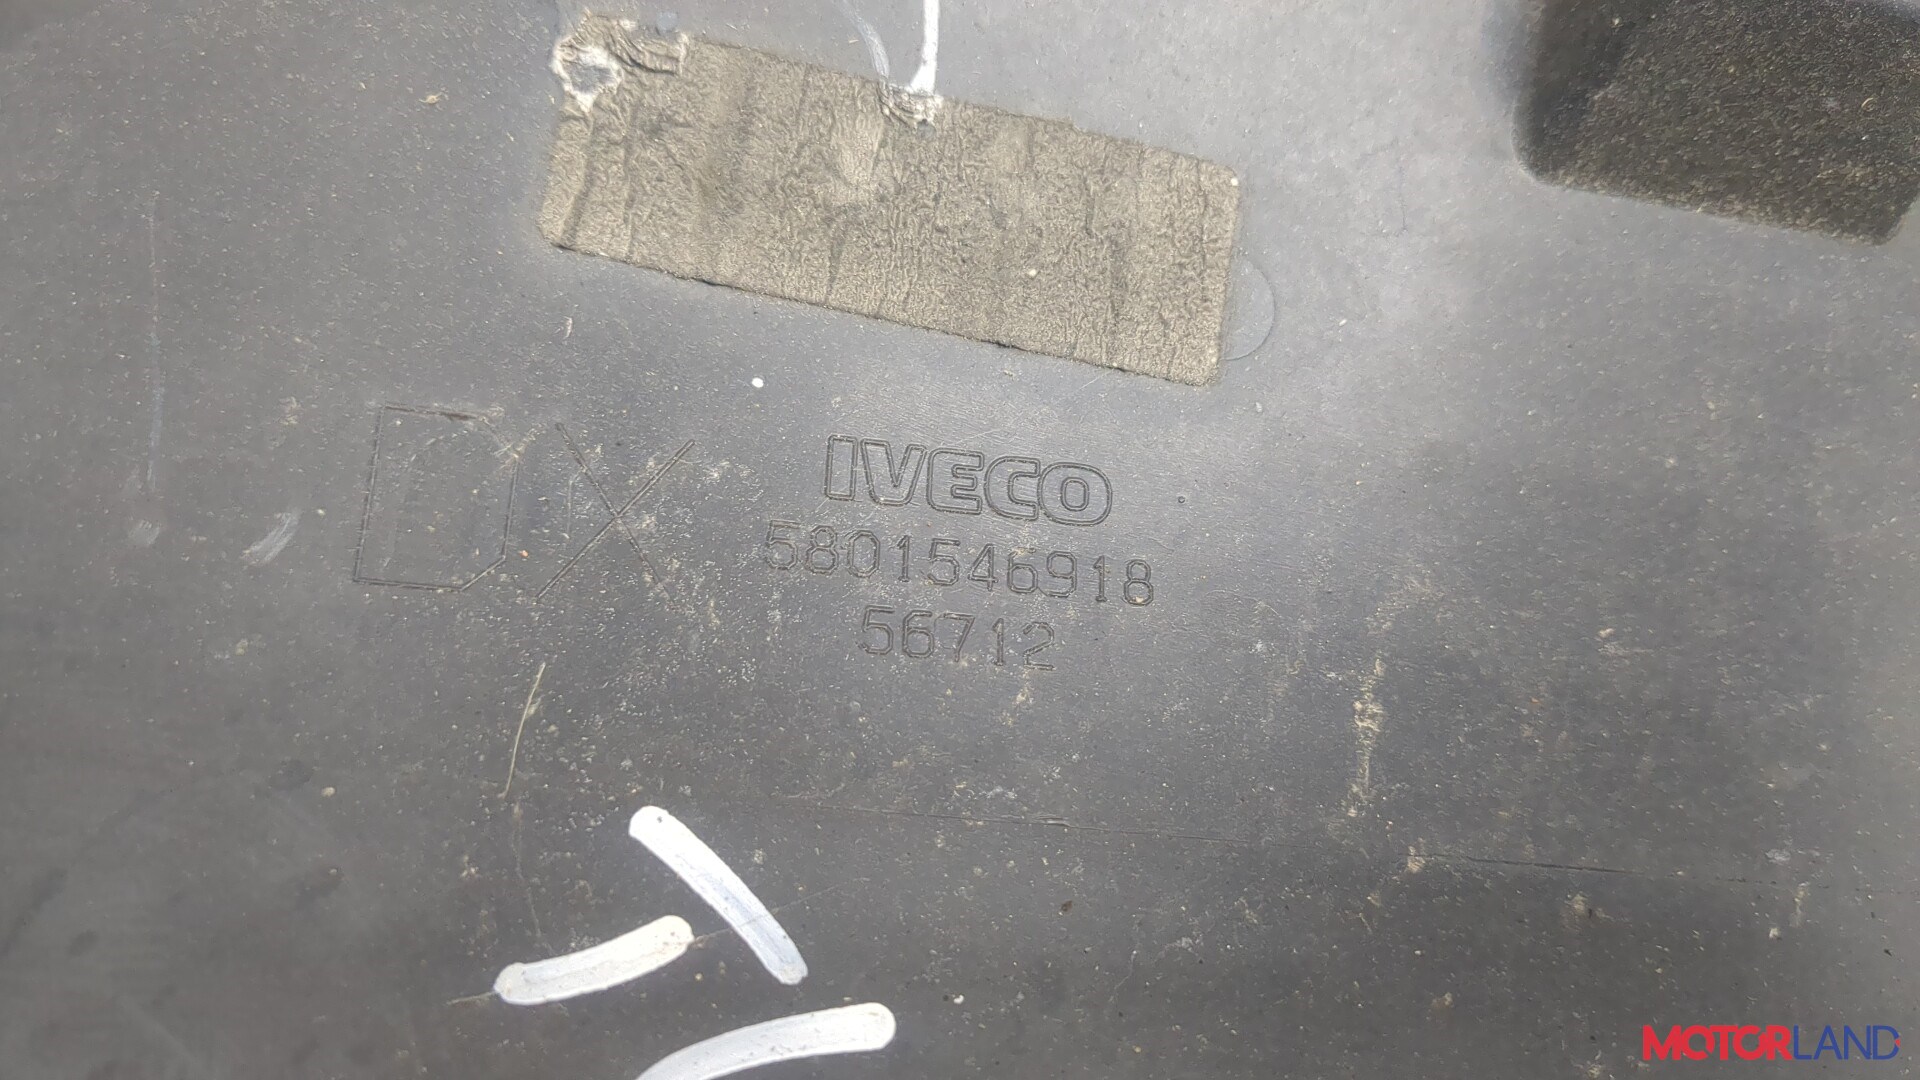 DX
IVECO
5801546918
56712
MOTORLAND